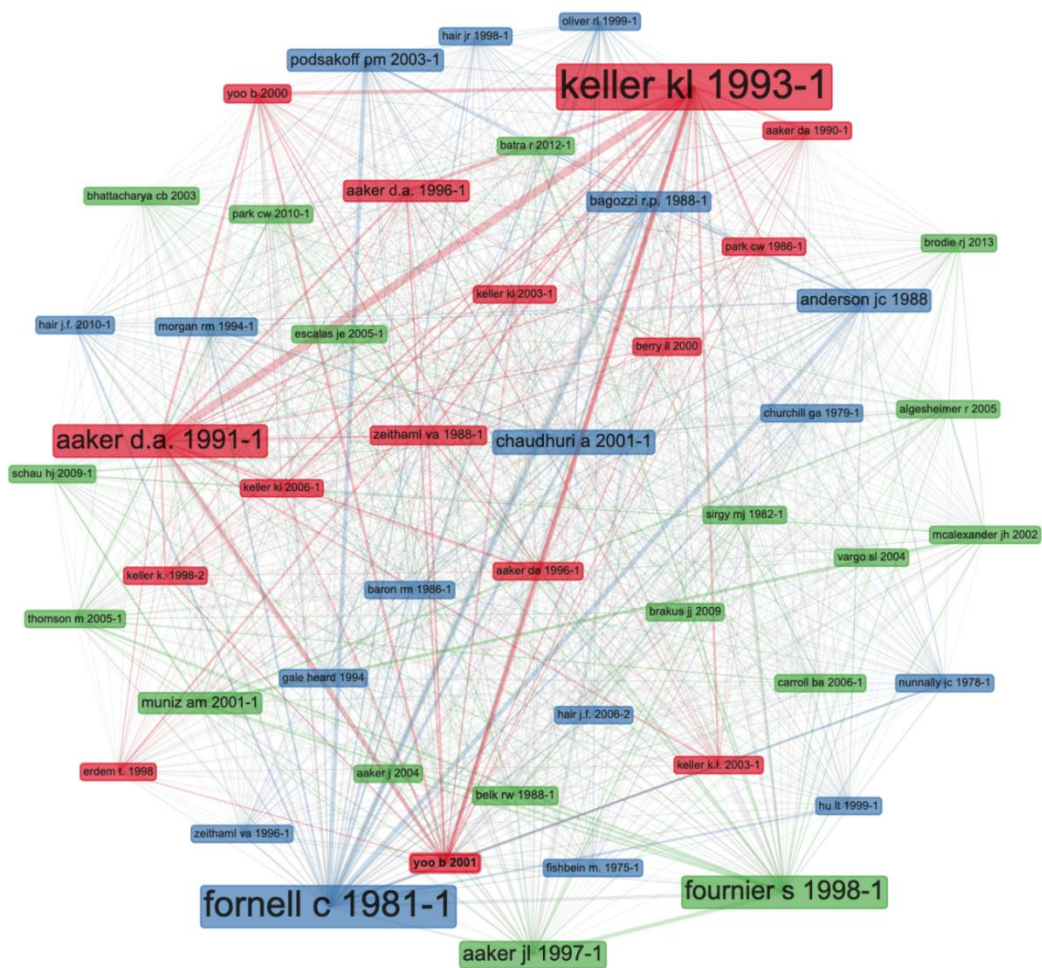 oliver rl 1999-1
hair jr 1998-1
podsakoff pm 2003-1
keller kl 1993-1
yoo b 2000
aaker da 1990-1
batra r 2012-1
aaker d.a. 1996-1
bhattacharya cb 2003
bagozzi r.p. 1988-1
park cw 2010-1
park cw 1986-1
brodie rj 2013
keller kl 2003-1
anderson jc 1988
hair j.f. 2010-1
morgan rm 1994-1
escalas je 2005-1
berry ll 2000
algesheimer r 2005
churchill ga 1979-1
aaker d.a. 1991-1
zeithaml va 1988-1
chaudhuri a 2001-1
schau hj 2009-1
keller kl 2006-1
sirgy mj 1982-1
mcalexander jh 2002
vargo sl 2004
keller k. 1998-2
aaker da 1996-1
baron rm 1986-1
thomson m 2005-1
brakus jj 2009
gale heard 1994
carroll ba 2006-1
nunnally jc 1978-1
muniz am 2001-1
hair j.f. 2006-2
erdem t. 1998
aaker j 2004
keller k.l. 2003-1
belk rw 1988-1
hu lt 1999-1
zeithaml va 1996-1
yoo b 2001
fishbein m. 1975-1
fournier s 1998-1
fornell c 1981-1
aaker jl 1997-1